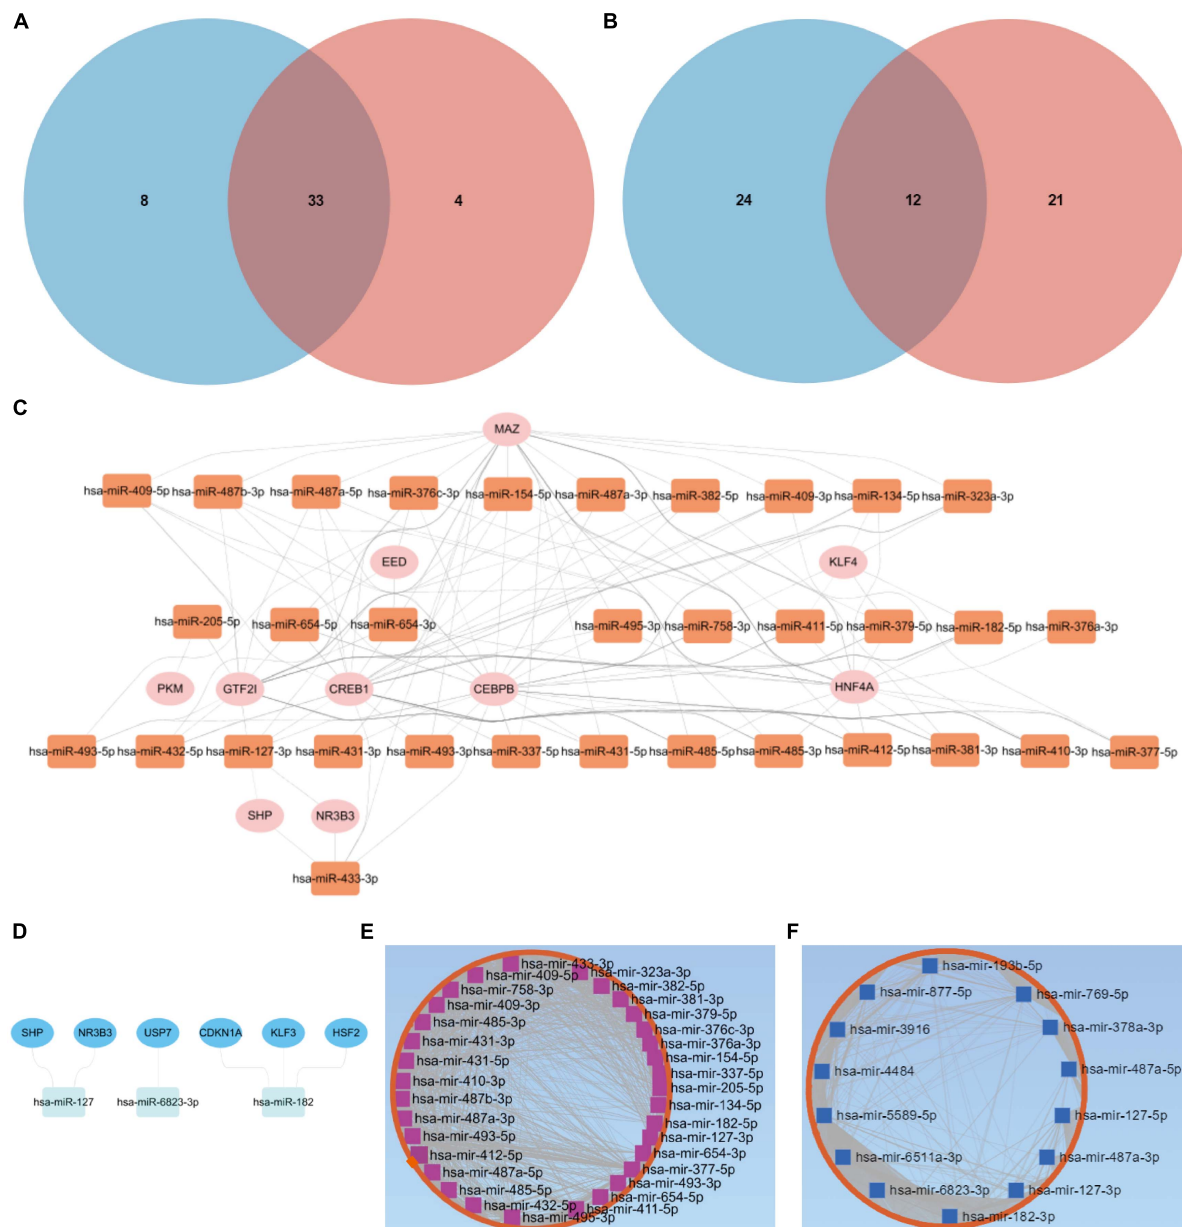 A
B
8
33
4
24
12
21
C
MAZ
hsa-miR-409-5p
hsa-miR-487b-3p
hsa-miR-487a-5p
hsa-miR-376c-3p
hsa-miR-154-5p
hsa-miR-487a-3p
hsa-miR-382-5p
hsa-miR-409-3p
hsa-miR-134-5p
hsa-miR-323a-3p
EED
KLF4
hsa-miR-205-5p
hsa-miR-654-5p
hsa-miR-654-3p
hsa-miR-495-3p
hsa-miR-758-3p
hsa-miR-411-5p
hsa-miR-379-5p
hsa-miR-182-5p
hsa-miR-376a-3p
PKM
GTF2I
CREB1
CEBPB
HNF4A
hsa-miR-493-5p
hsa-miR-432-5p
hsa-miR-127-3p
hsa-miR-431-3p
hsa-miR-493-3p
hsa-miR-337-5p
hsa-miR-431-5p
hsa-miR-485-5p
hsa-miR-485-3p
hsa-miR-412-5p
hsa-miR-381-3p
hsa-miR-410-3p
hsa-miR-377-5p
SHP
NR3B3
hsa-miR-433-3p
D
SHP
NR3B3
USP7
CDKN1A
KLF3
HSF2
hsa-miR-127
hsa-miR-6823-3p
hsa-miR-182
E
hsa-mir-433-3p
hsa-mir-409-5p
hsa-mir-758-3p
hsa-mir-409-3p
hsa-mir-485-3p
hsa-mir-431-3p
hsa-mir-431-5p
hsa-mir-410-3p
hsa-mir-487b-3p
hsa-mir-487a-3p
hsa-mir-493-5p
hsa-mir-412-5p
hsa-mir-487a-5p
hsa-mir-485-5p
hsa-mir-432-5p
hsa-mir-495-3p
hsa-mir-323a-3p
hsa-mir-382-5p
hsa-mir-381-3p
hsa-mir-379-5p
hsa-mir-376c-3p
hsa-mir-376a-3p
hsa-mir-154-5p
hsa-mir-337-5p
hsa-mir-205-5p
hsa-mir-134-5p
hsa-mir-182-5p
hsa-mir-127-3p
hsa-mir-654-3p
hsa-mir-377-5p
hsa-mir-493-3p
hsa-mir-654-5p
hsa-mir-411-5p
F
hsa-mir-193b-5p
hsa-mir-877-5p
hsa-mir-769-5p
hsa-mir-3916
hsa-mir-378a-3p
hsa-mir-4484
hsa-mir-487a-5p
hsa-mir-5589-5p
hsa-mir-127-5p
hsa-mir-6511a-3p
hsa-mir-487a-3p
hsa-mir-6823-3p
hsa-mir-127-3p
hsa-mir-182-3p